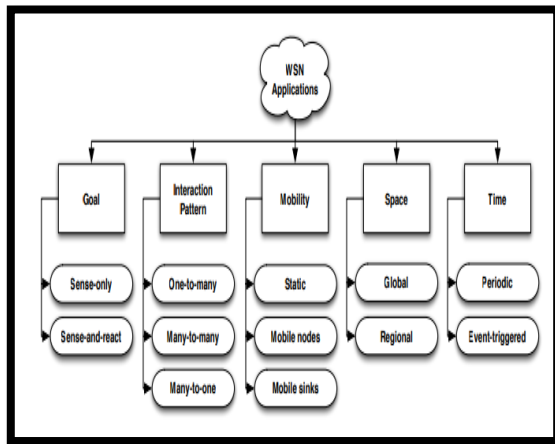 WSN
Applications
Goal
Interaction
Pattern
Mobility
Space
Time
Sense-only
One-to-many
Static
Global
Periodic
Sense-and-react
Many-to-many
Mobile nodes
Regional
Event-triggered
Many-to-one
Mobile sinks